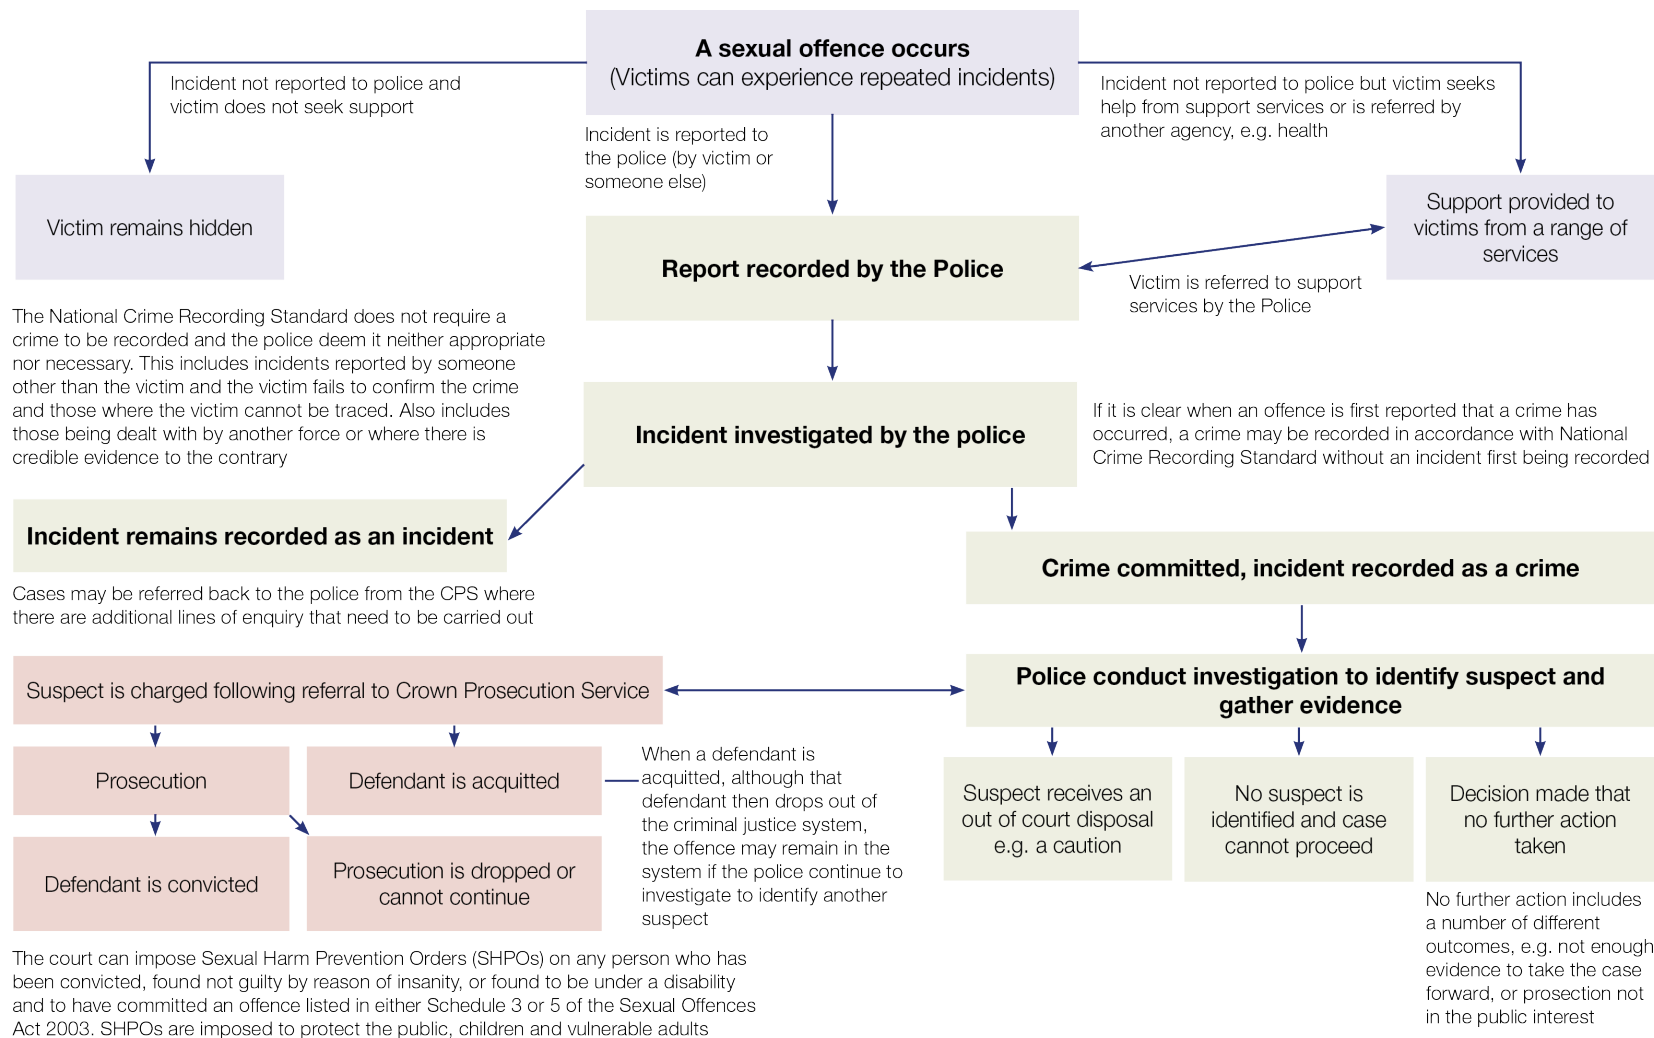 A sexual offence occurs
(Victims can experience repeated incidents)
Incident not reported to police and
victim does not seek support
Incident is reported to
the police (by victim or
someone else)
Incident not reported to police but victim seeks
help from support services or is referred by
another agency, e.g. health
Victim remains hidden
Support provided to
victims from a range of
services
Report recorded by the Police
Victim is referred to support
services by the Police
The National Crime Recording Standard does not require a
crime to be recorded and the police deem it neither appropriate
nor necessary. This includes incidents reported by someone
other than the victim and the victim fails to confirm the crime
and those where the victim cannot be traced. Also includes
those being dealt with by another force or where there is
credible evidence to the contrary
Incident investigated by the police
If it is clear when an offence is first reported that a crime has
occurred, a crime may be recorded in accordance with National
Crime Recording Standard without an incident first being recorded
Incident remains recorded as an incident
Crime committed, incident recorded as a crime
Cases may be referred back to the police from the CPS where
there are additional lines of enquiry that need to be carried out
Suspect is charged following referral to Crown Prosecution Service
Police conduct investigation to identify suspect and
gather evidence
Prosecution
Defendant is acquitted
When a defendant is
acquitted, although that
defendant then drops out of
the criminal justice system,
the offence may remain in the
system if the police continue to
investigate to identify another
suspect
Defendant is convicted
Prosecution is dropped or
cannot continue
Suspect receives an
out of court disposal
e.g. a caution
No suspect is
identified and case
cannot proceed
Decision made that
no further action
taken
No further action includes
a number of different
outcomes, e.g. not enough
evidence to take the case
forward, or prosection not
in the public interest
The court can impose Sexual Harm Prevention Orders (SHPOs) on any person who has
been convicted, found not guilty by reason of insanity, or found to be under a disability
and to have committed an offence listed in either Schedule 3 or 5 of the Sexual Offences
Act 2003. SHPOs are imposed to protect the public, children and vulnerable adults